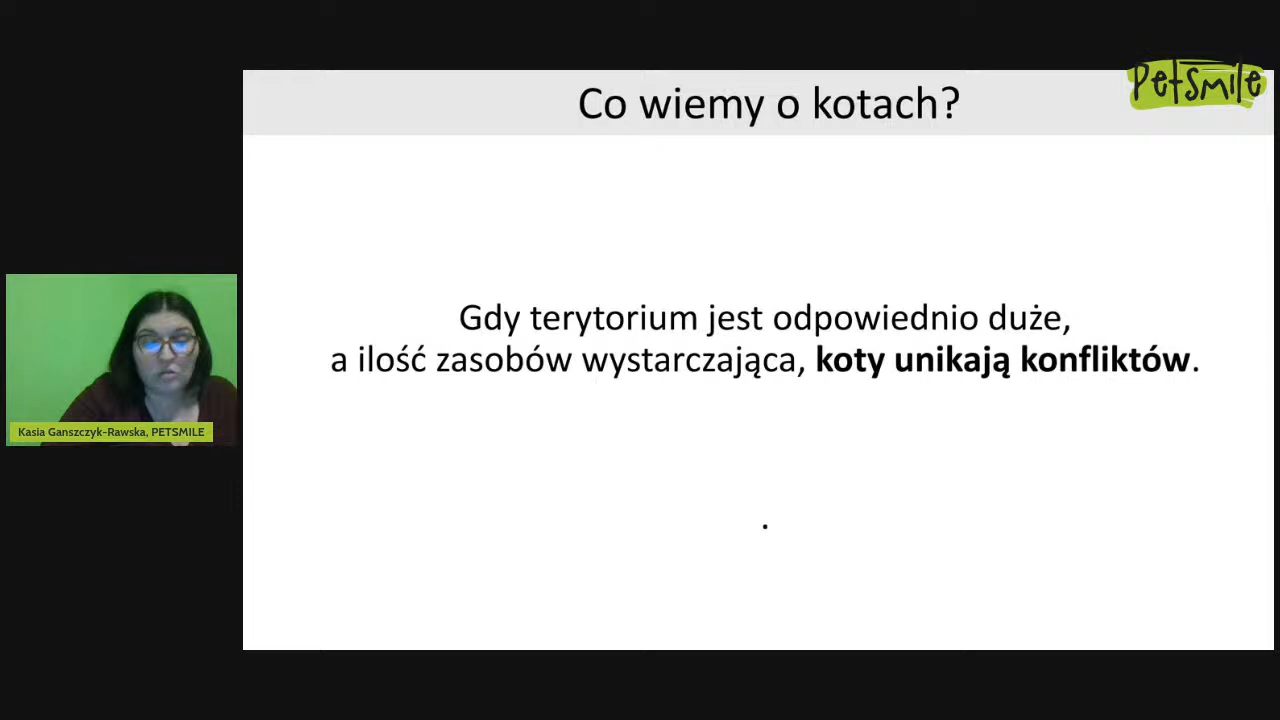 PetSmile
Co wiemy o kotach?
Gdy terytorium jest odpowiednio duże,
a ilość zasobów wystarczająca, koty unikają konfliktów.
.
Kasia Ganszczyk-Rawska, PETSMILE